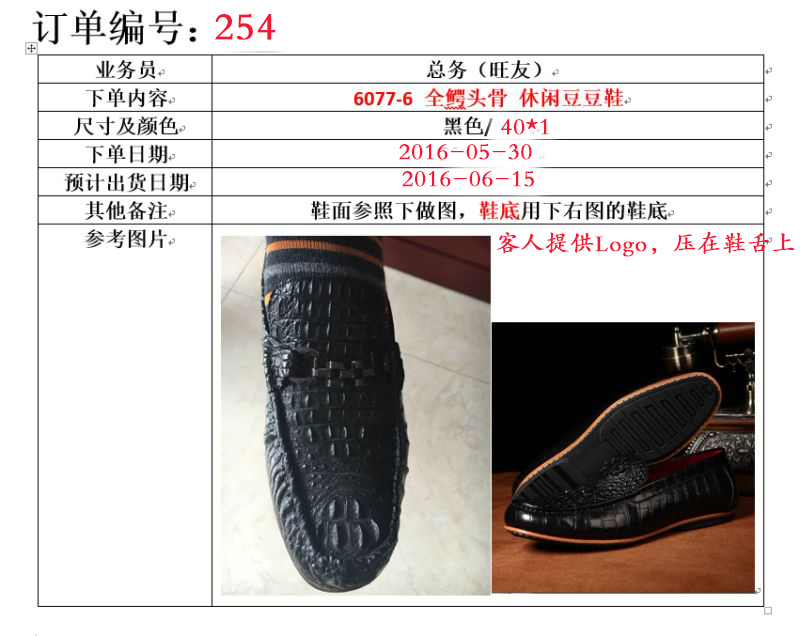 订单编号：254
业务员 总务（旺友）
下单内容 6077-6 全鳄头骨 休闲豆豆鞋
尺寸及颜色 黑色/ 40*1
下单日期 2016-05-30
预计出货日期 2016-06-15
其他备注 鞋面参照下做图，鞋底用下右图的鞋底
参考图片 客人提供Logo，压在鞋舌上